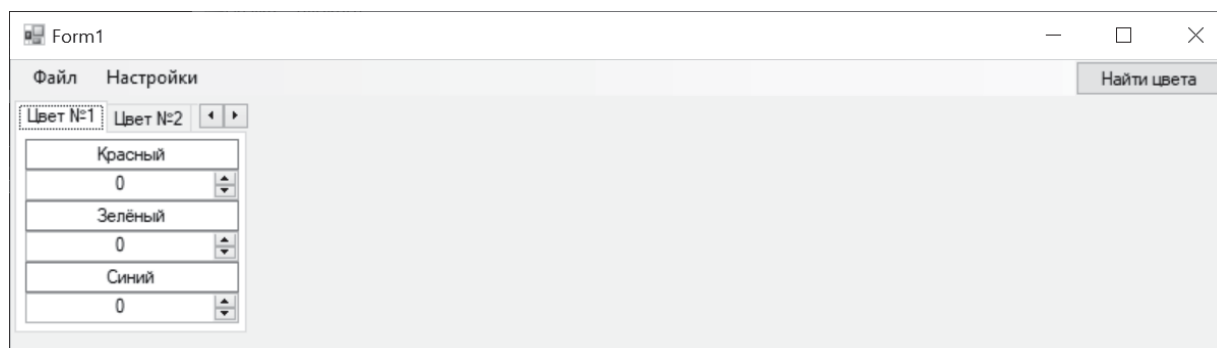 Form1
Файл Настройки Найти цвета
Цвет №1 Цвет №2
Красный
0
Зелёный
0
Синий
0